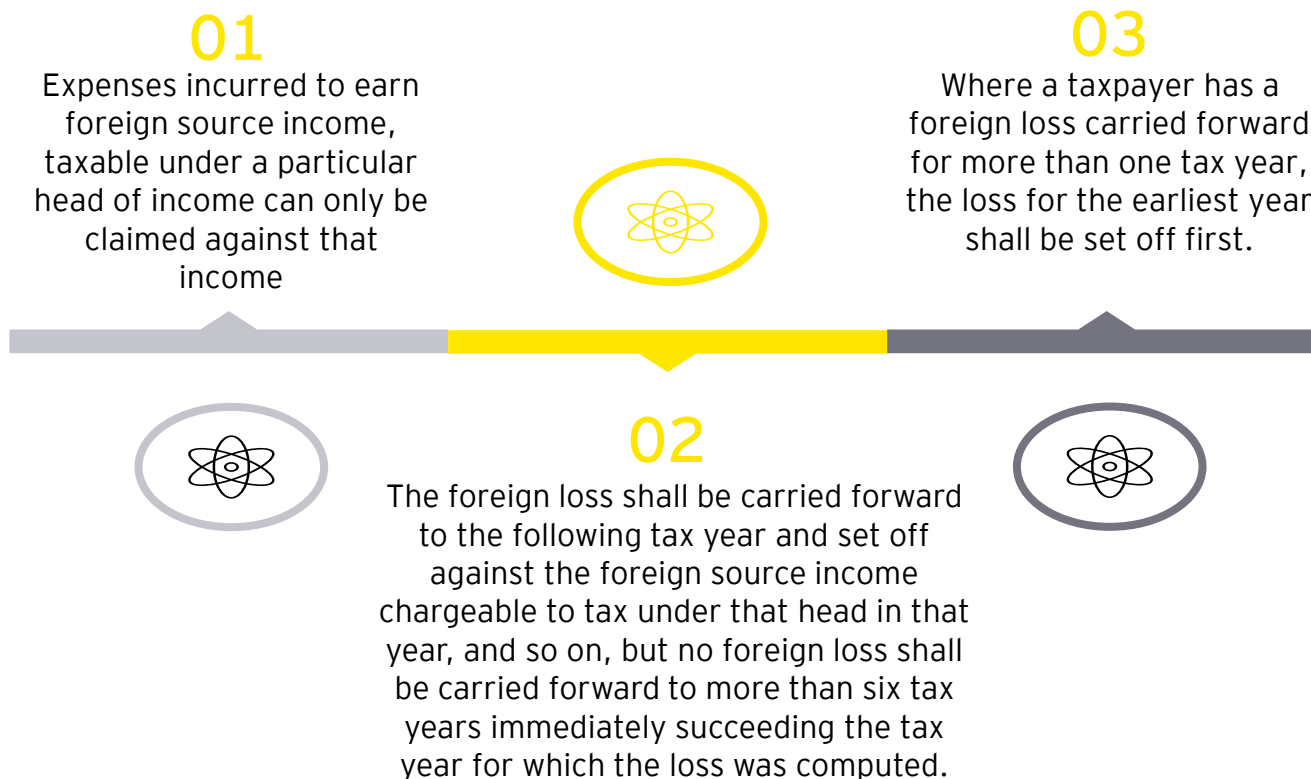 01
Expenses incurred to earn
foreign source income,
taxable under a particular
head of income can only be
claimed against that
income
02
The foreign loss shall be carried forward
to the following tax year and set off
against the foreign source income
chargeable to tax under that head in that
year, and so on, but no foreign loss shall
be carried forward to more than six tax
years immediately succeeding the tax
year for which the loss was computed.
03
Where a taxpayer has a
foreign loss carried forward
for more than one tax year,
the loss for the earliest year
shall be set off first.